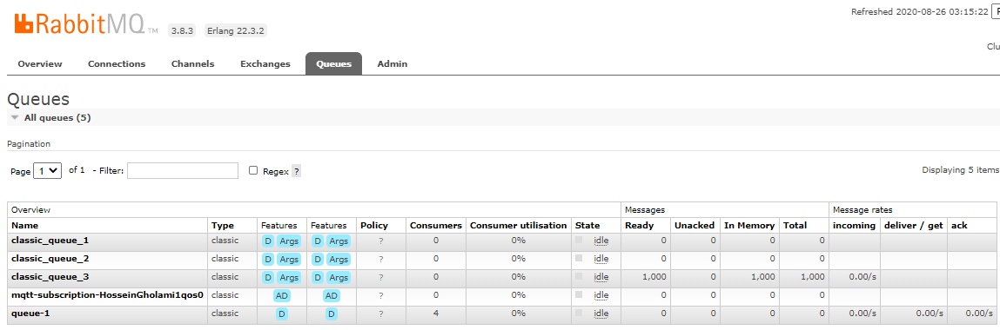 RabbitMQ TM 3.8.3 Erlang 22.3.2
Refreshed 2020-08-26 03:15:22
Clu
Overview Connections Channels Exchanges Queues Admin
Queues
All queues (5)
Pagination
Page 1 of 1 - Filter: Regex ? Displaying 5 items
Overview Messages Message rates
Name Type Features Features Policy Consumers Consumer utilisation State Ready Unacked In Memory Total incoming deliver / get ack
classic_queue_1 classic D Args D Args ? 0 0% idle 0 0 0 0
classic_queue_2 classic D Args D Args ? 0 0% idle 0 0 0 0
classic_queue_3 classic D Args D Args ? 0 0% idle 1,000 0 1,000 1,000 0.00/s
mqtt-subscription-HosseinGholami1qos0 classic AD AD ? 0 0% idle 0 0 0 0
queue-1 classic D D ? 4 0% idle 0 0 0 0 0.00/s 0.00/s 0.00/s